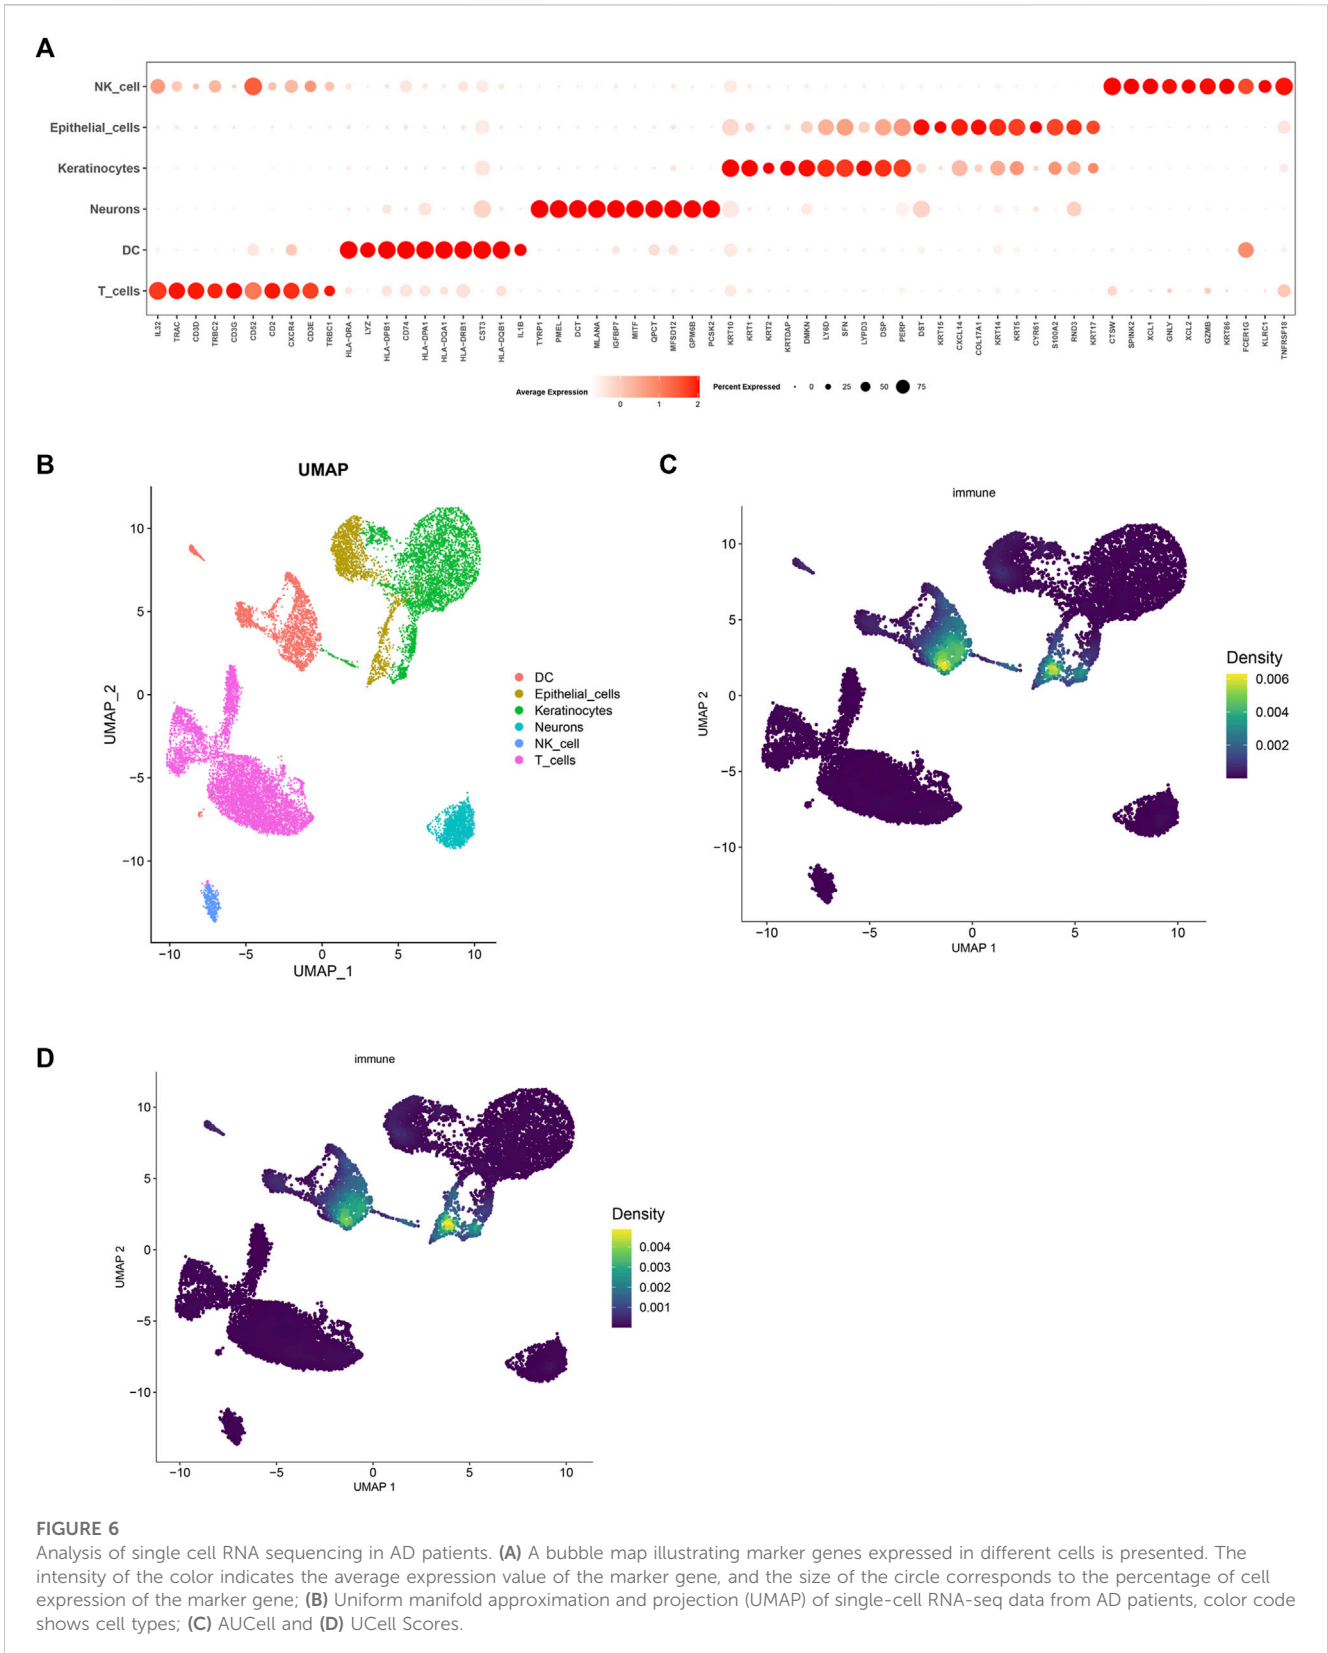 A
NK_cell
Epithelial_cells
Keratinocytes
Neurons
DC
T_cells
IL32 TRAC CD3D TRBC2 CD3G CD52 CD2 CXCR4 CD3E TRBC1 HLA-DRA LYZ HLA-DPB1 CD74 HLA-DPA1 HLA-DQA1 HLA-DRB1 CST3 HLA-DQB1 IL1B TYRP1 PMEL DCT MLANA IGFBP7 MITF QPCT MFSD12 GPM6B PCSK2 KRT10 KRT1 KRT2 KRTDAP DMKN LY6D SFN LYPD3 DSP PERP DST KRT15 CXCL14 COL17A1 KRT14 KRT5 CYR61 S100A2 RND3 KRT17 CTSW SPINK2 XCL1 GNLY XCL2 GZMB KRT86 FCER1G KLRC1 TNFRSF18
Average Expression 0 1 2 Percent Expressed 0 25 50 75
B
UMAP
10
5
0
−5
−10
UMAP_2
−10 −5 0 5 10
UMAP_1
DC
Epithelial_cells
Keratinocytes
Neurons
NK_cell
T_cells
C
immune
10
5
0
−5
−10
UMAP 2
−10 −5 0 5 10
UMAP 1
Density
0.006
0.004
0.002
D
immune
10
5
0
−5
−10
UMAP 2
−10 −5 0 5 10
UMAP 1
Density
0.004
0.003
0.002
0.001
FIGURE 6
Analysis of single cell RNA sequencing in AD patients. (A) A bubble map illustrating marker genes expressed in different cells is presented. The
intensity of the color indicates the average expression value of the marker gene, and the size of the circle corresponds to the percentage of cell
expression of the marker gene; (B) Uniform manifold approximation and projection (UMAP) of single-cell RNA-seq data from AD patients, color code
shows cell types; (C) AUCell and (D) UCell Scores.